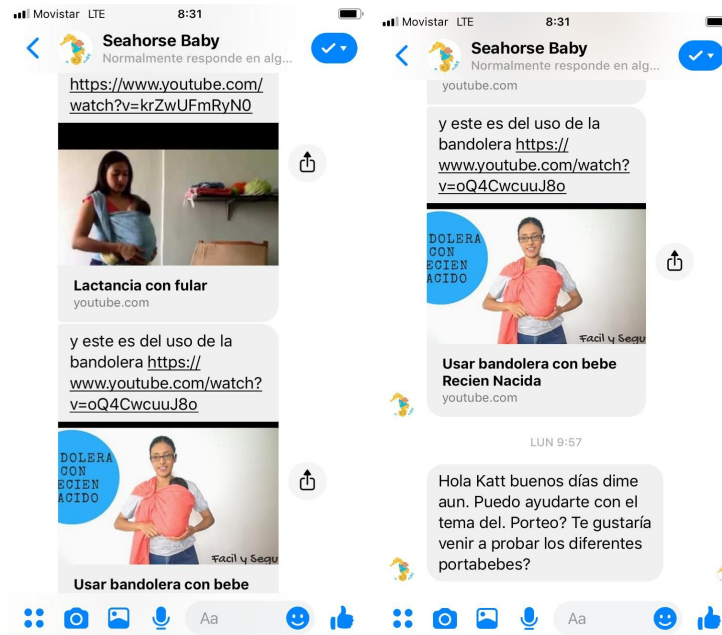 Movistar LTE 8:31
Seahorse Baby
Normalmente responde en alg...
https://www.youtube.com/
watch?v=krZwUFmRyN0
Lactancia con fular
youtube.com
y este es del uso de la
bandolera https://
www.youtube.com/watch?
v=oQ4CwcuuJ8o
DOLERA
CON
ECIEN
ACIDO
Facil y Segu
Usar bandolera con bebe
Aa
Movistar LTE 8:31
Seahorse Baby
Normalmente responde en alg...
youtube.com
y este es del uso de la
bandolera https://
www.youtube.com/watch?
v=oQ4CwcuuJ8o
DOLERA
CON
ECIEN
ACIDO
Facil y Segu
Usar bandolera con bebe
Recien Nacida
youtube.com
LUN 9:57
Hola Katt buenos días dime
aun. Puedo ayudarte con el
tema del. Porteo? Te gustaría
venir a probar los diferentes
portabebes?
Aa